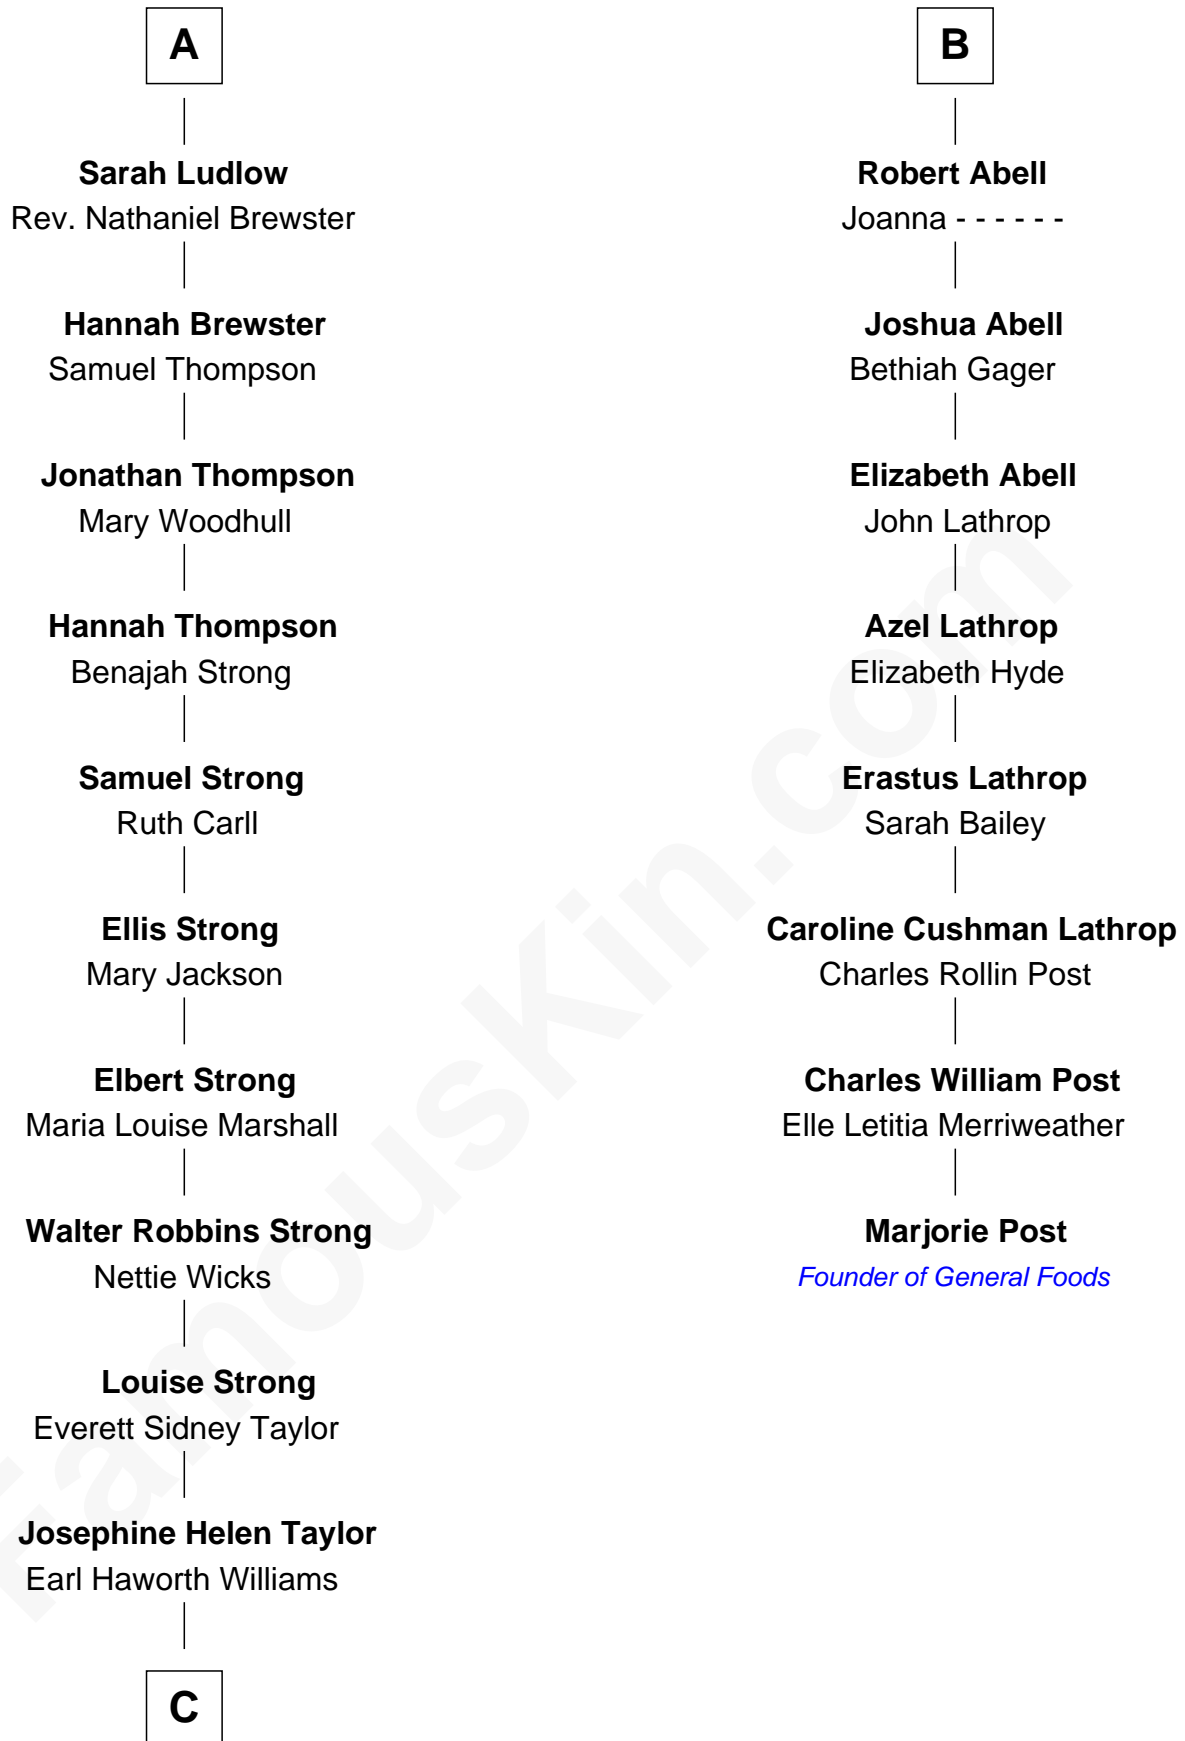 A
Sarah Ludlow
Rev. Nathaniel Brewster
Hannah Brewster
Samuel Thompson
Jonathan Thompson
Mary Woodhull
Hannah Thompson
Benajah Strong
Samuel Strong
Ruth Carll
Ellis Strong
Mary Jackson
Elbert Strong
Maria Louise Marshall
Walter Robbins Strong
Nettie Wicks
Louise Strong
Everett Sidney Taylor
Josephine Helen Taylor
Earl Haworth Williams
C
B
Robert Abell
Joanna - - - - - -
Joshua Abell
Bethiah Gager
Elizabeth Abell
John Lathrop
Azel Lathrop
Elizabeth Hyde
Erastus Lathrop
Sarah Bailey
Caroline Cushman Lathrop
Charles Rollin Post
Charles William Post
Elle Letitia Merriweather
Marjorie Post
Founder of General Foods
FamousKin.com